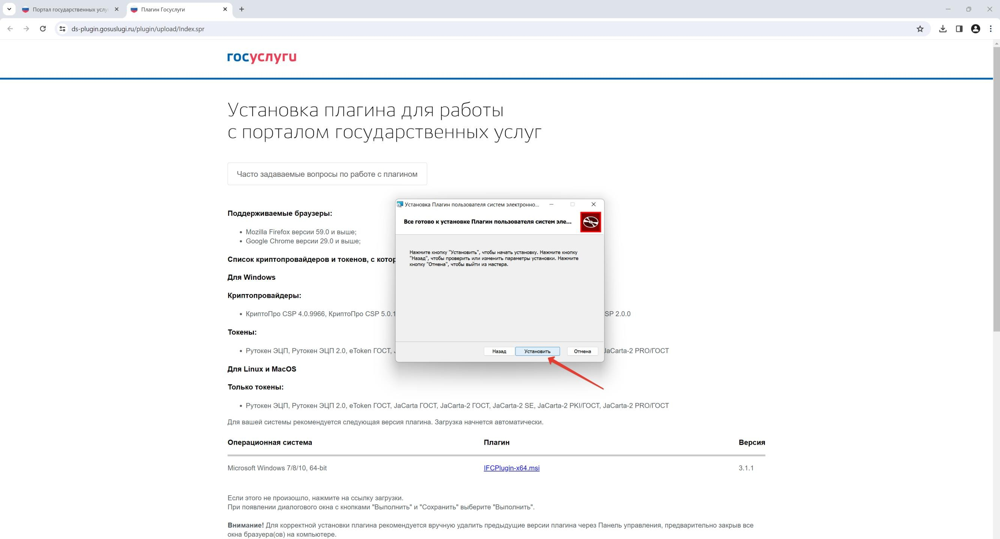 Портал государственных услу
Плагин Госуслуги
ds-plugin.gosuslugi.ru/plugin/upload/Index.spr
госуслуги
Установка плагина для работы
с порталом государственных услуг
Часто задаваемые вопросы по работе с плагином
Поддерживаемые браузеры:
Mozilla Firefox версии 59.0 и выше;
Google Chrome версии 29.0 и выше;
Список криптопровайдеров и токенов, с котор
Для Windows
Криптопровайдеры:
КриптоПро CSP 4.0.9966, КриптоПро CSP 5.0.1 SP 2.0.0
Токены:
Рутокен ЭЦП, Рутокен ЭЦП 2.0, eToken ГОСТ, JaCarta-2 PRO/ГОСТ
Установка Плагин пользователя систем электронно...
Все готово к установке Плагин пользователя систем эле...
Нажмите кнопку "Установить", чтобы начать установку. Нажмите кнопку
"Назад", чтобы проверить или изменить параметры установки. Нажмите
кнопку "Отмена", чтобы выйти из мастера.
Назад Установить Отмена
Для Linux и MacOS
Только токены:
Рутокен ЭЦП, Рутокен ЭЦП 2.0, eToken ГОСТ, JaCarta ГОСТ, JaCarta-2 ГОСТ, JaCarta-2 SE, JaCarta-2 PKI/ГОСТ, JaCarta-2 PRO/ГОСТ
Для вашей системы рекомендуется следующая версия плагина. Загрузка начнется автоматически.
Операционная система Плагин Версия
Microsoft Windows 7/8/10, 64-bit IFCPlugin-x64.msi 3.1.1
Если этого не произошло, нажмите на ссылку загрузки.
При появлении диалогового окна с кнопками "Выполнить" и "Сохранить" выберите "Выполнить".
Внимание! Для корректной установки плагина рекомендуется вручную удалить предыдущие версии плагина через Панель управления, предварительно закрыв все
окна бразуера(ов) на компьютере.